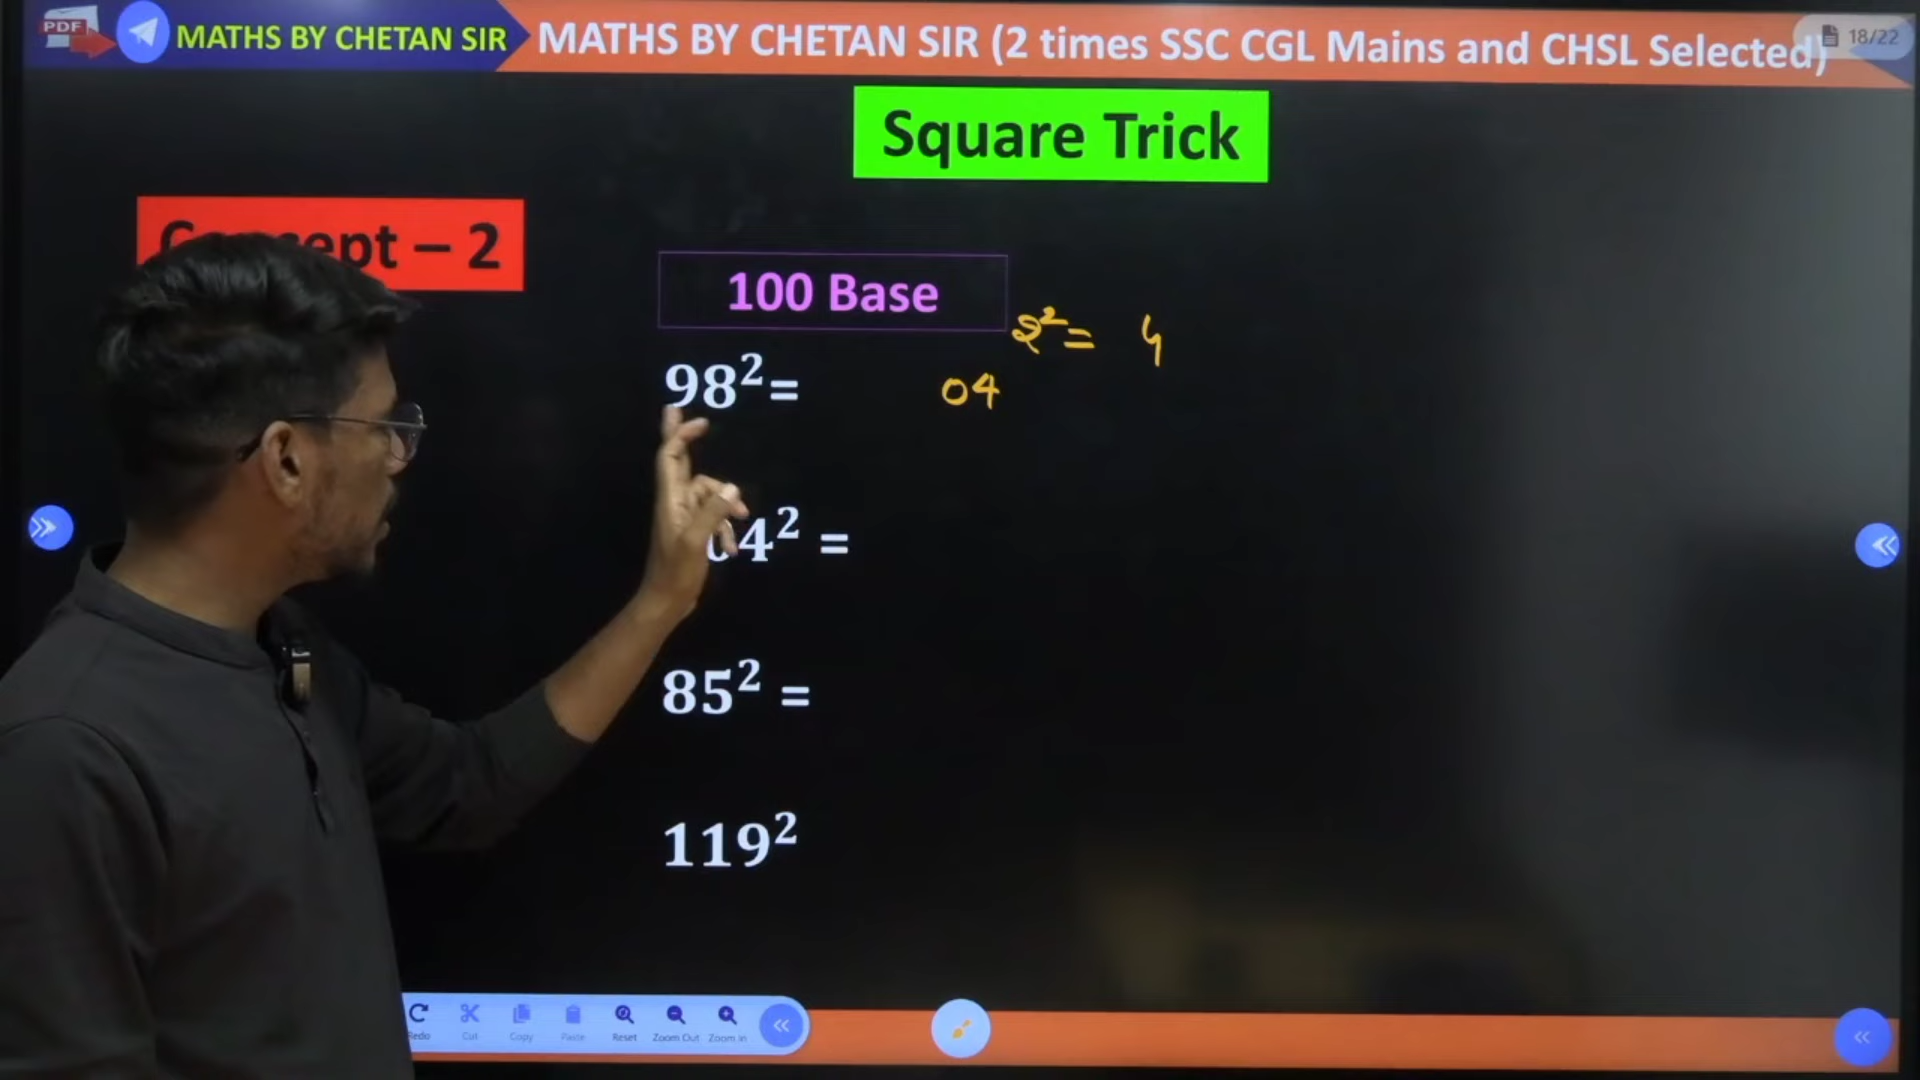 PDF
MATHS BY CHETAN SIR
MATHS BY CHETAN SIR (2 times SSC CGL Mains and CHSL Selected)
18/22
Square Trick
– 2
100 Base
2² = 4
98² = 04
4² =
85² =
119²
Redo Cut Copy Paste Reset Zoom Out Zoom In